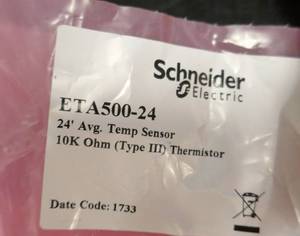 Schneider
Electric
ETA500-24
24' Avg. Temp Sensor
10K Ohm (Type III) Thermistor
Date Code: 1733